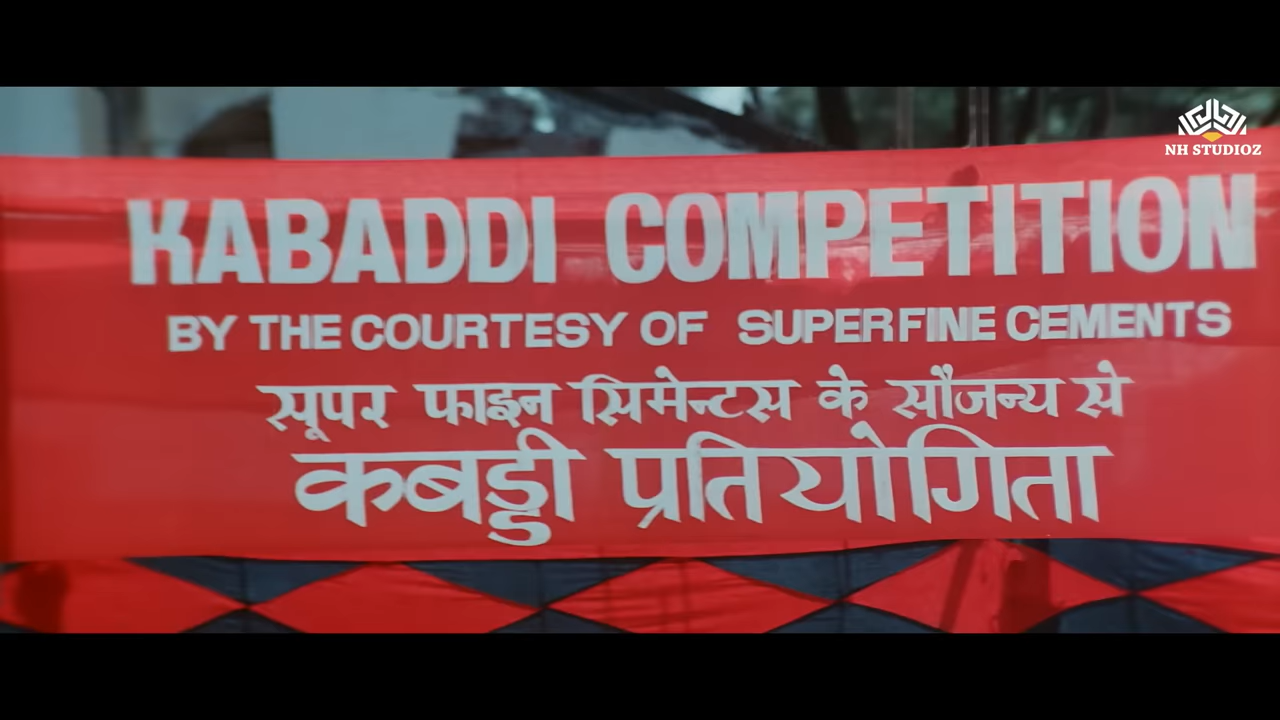 NH STUDIOZ
KABADDI COMPETITION
BY THE COURTESY OF SUPERFINE CEMENTS
सूपर फाइन सिमेन्टस के सौजन्य से
कबड्डी प्रतियोगिता